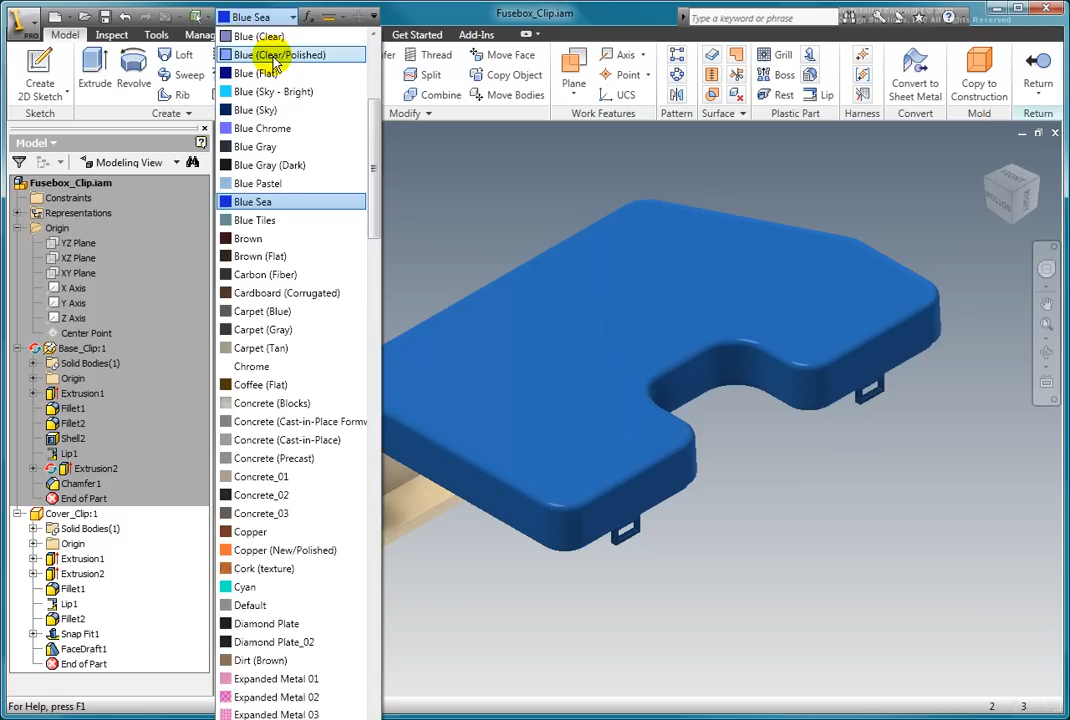 Blue Sea
Fusebox_Clip.iam
Type a keyword or phrase
PRO
Model
Inspect
Tools
Get Started
Add-Ins
Create 2D Sketch
Extrude
Revolve
Loft
Sweep
Rib
Thread
Split
Combine
Move Face
Copy Object
Move Bodies
Plane
Axis
Point
UCS
Grill
Boss
Rest
Lip
Convert to Sheet Metal
Copy to Construction
Return
Sketch
Create
Modify
Work Features
Pattern
Surface
Plastic Part
Harness
Convert
Mold
Return
Model
Modeling View
Fusebox_Clip.iam
Constraints
Representations
Origin
YZ Plane
XZ Plane
XY Plane
X Axis
Y Axis
Z Axis
Center Point
Base_Clip:1
Solid Bodies(1)
Origin
Extrusion1
Fillet1
Fillet2
Shell2
Lip1
Extrusion2
Chamfer1
End of Part
Cover_Clip:1
Solid Bodies(1)
Origin
Extrusion1
Extrusion2
Fillet1
Lip1
Fillet2
Snap Fit1
FaceDraft1
End of Part
Blue (Clear)
Blue (Clear/Polished)
Blue (Flat)
Blue (Sky - Bright)
Blue (Sky)
Blue Chrome
Blue Gray
Blue Gray (Dark)
Blue Pastel
Blue Sea
Blue Tiles
Brown
Brown (Flat)
Carbon (Fiber)
Cardboard (Corrugated)
Carpet (Blue)
Carpet (Gray)
Carpet (Tan)
Chrome
Coffee (Flat)
Concrete (Blocks)
Concrete (Cast-in-Place Formw
Concrete (Cast-in-Place)
Concrete (Precast)
Concrete_01
Concrete_02
Concrete_03
Copper
Copper (New/Polished)
Cork (texture)
Cyan
Default
Diamond Plate
Diamond Plate_02
Dirt (Brown)
Expanded Metal 01
Expanded Metal 02
Expanded Metal 03
FRONT
BOTTOM
For Help, press F1
2 3